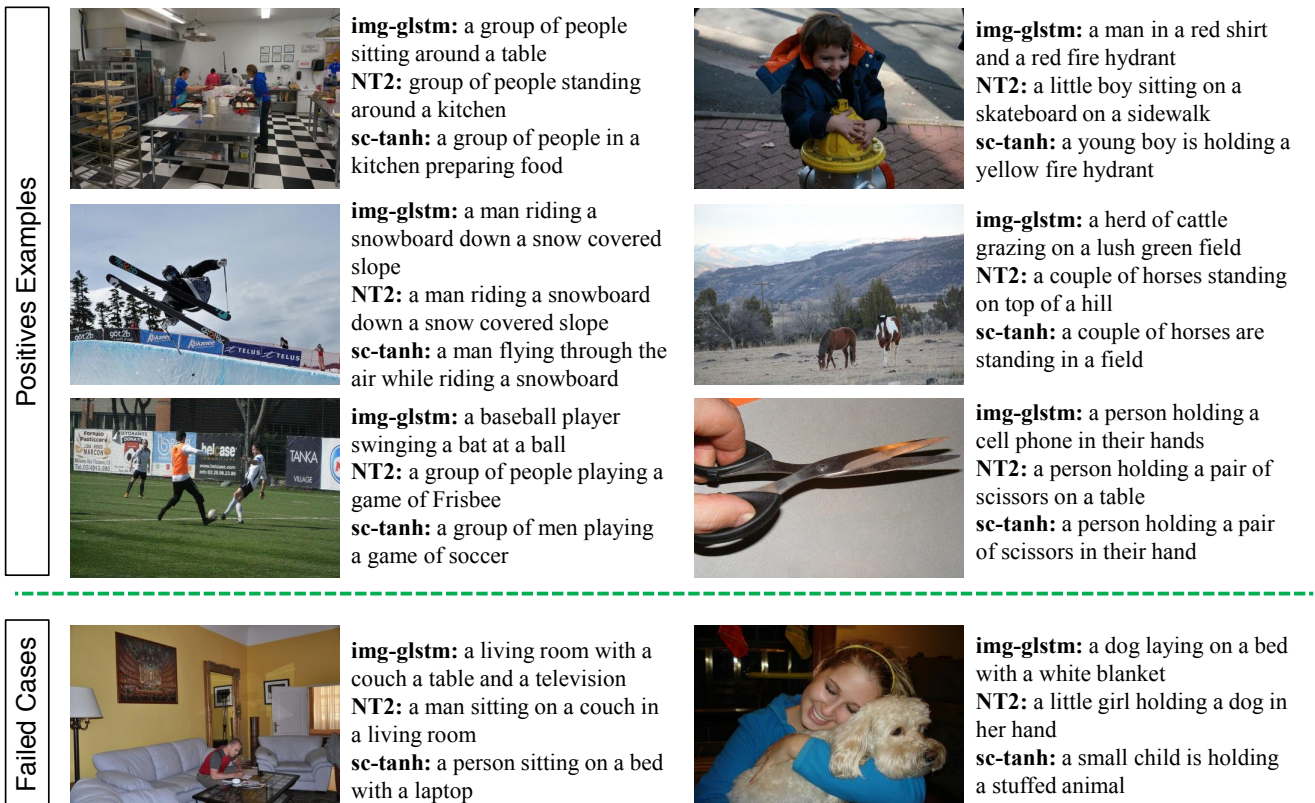 Positives Examples
img-glstm: a group of people
sitting around a table
NT2: group of people standing
around a kitchen
sc-tanh: a group of people in a
kitchen preparing food
img-glstm: a man in a red shirt
and a red fire hydrant
NT2: a little boy sitting on a
skateboard on a sidewalk
sc-tanh: a young boy is holding a
yellow fire hydrant
img-glstm: a man riding a
snowboard down a snow covered
slope
NT2: a man riding a snowboard
down a snow covered slope
sc-tanh: a man flying through the
air while riding a snowboard
got2b
got2b
TELUS
TELUS
img-glstm: a herd of cattle
grazing on a lush green field
NT2: a couple of horses standing
on top of a hill
sc-tanh: a couple of horses are
standing in a field
img-glstm: a baseball player
swinging a bat at a ball
NT2: a group of people playing a
game of Frisbee
sc-tanh: a group of men playing
a game of soccer
MARCON
belcase
TANKA
VILLAGE
img-glstm: a person holding a
cell phone in their hands
NT2: a person holding a pair of
scissors on a table
sc-tanh: a person holding a pair
of scissors in their hand
Failed Cases
img-glstm: a living room with a
couch a table and a television
NT2: a man sitting on a couch in
a living room
sc-tanh: a person sitting on a bed
with a laptop
img-glstm: a dog laying on a bed
with a white blanket
NT2: a little girl holding a dog in
her hand
sc-tanh: a small child is holding
a stuffed animal